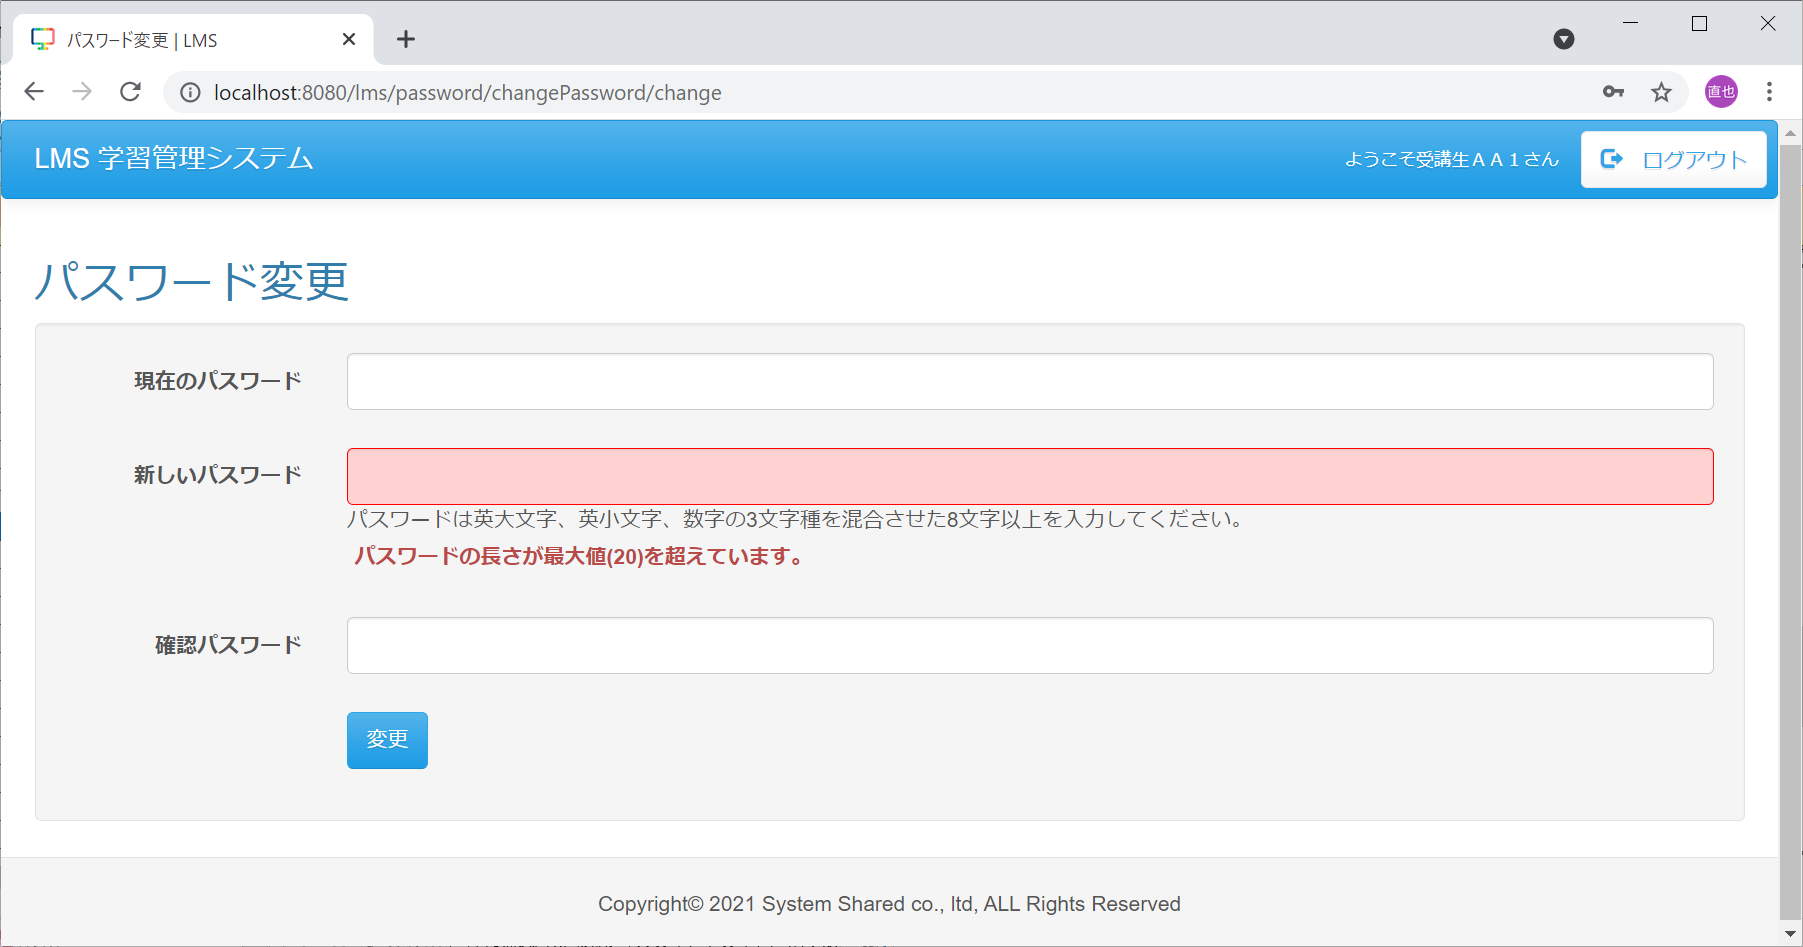 パスワード変更 | LMS
localhost:8080/lms/password/changePassword/change
直也
LMS 学習管理システム
ようこそ受講生ＡＡ１さん
ログアウト
パスワード変更
現在のパスワード
新しいパスワード
パスワードは英大文字、英小文字、数字の3文字種を混合させた8文字以上を入力してください。
パスワードの長さが最大値(20)を超えています。
確認パスワード
変更
Copyright© 2021 System Shared co., ltd, ALL Rights Reserved